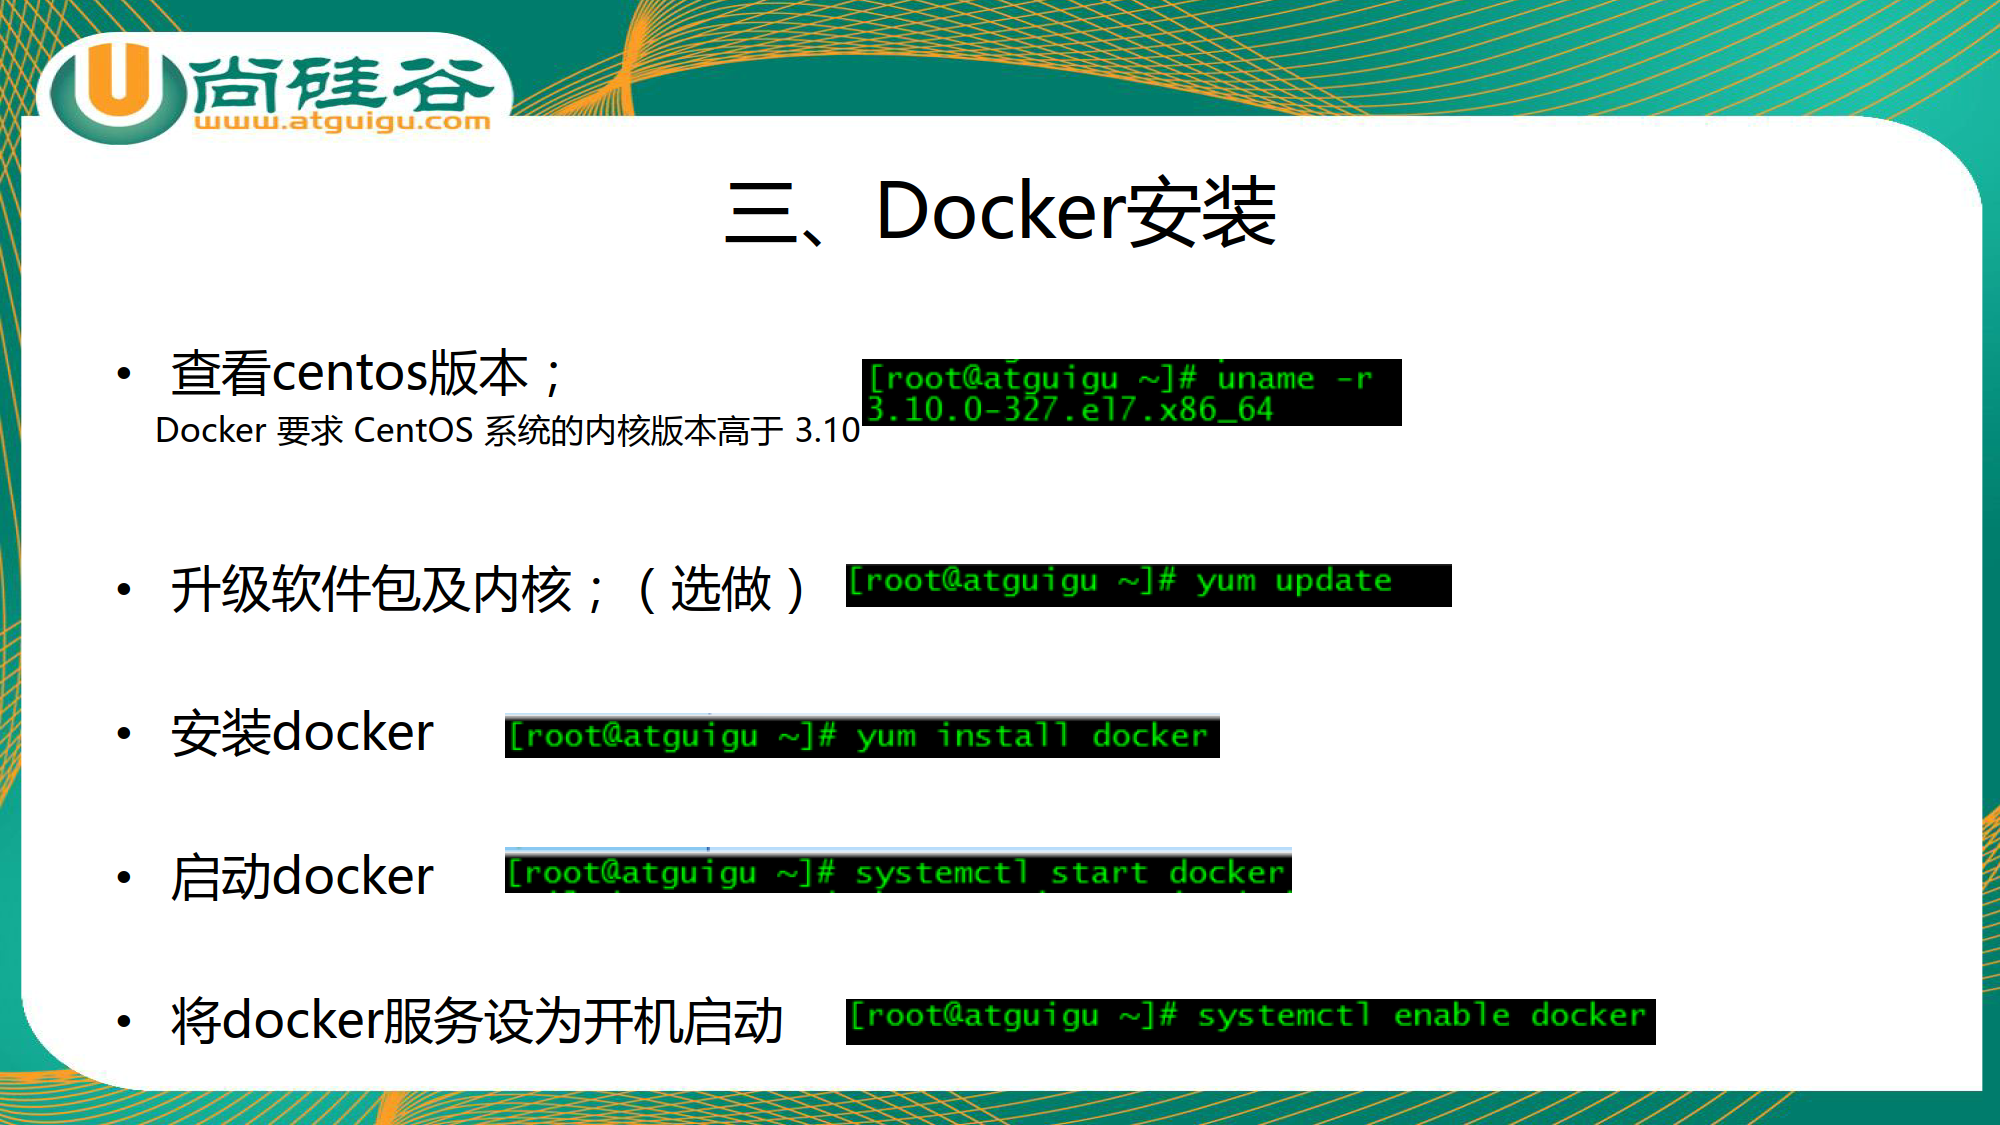 尚硅谷
www.atguigu.com
三、Docker安装
• 查看centos版本；
Docker 要求 CentOS 系统的内核版本高于 3.10
[root@atguigu ~]# uname -r
3.10.0-327.el7.x86_64
• 升级软件包及内核；（选做）
[root@atguigu ~]# yum update
• 安装docker
[root@atguigu ~]# yum install docker
• 启动docker
[root@atguigu ~]# systemctl start docker
• 将docker服务设为开机启动
[root@atguigu ~]# systemctl enable docker